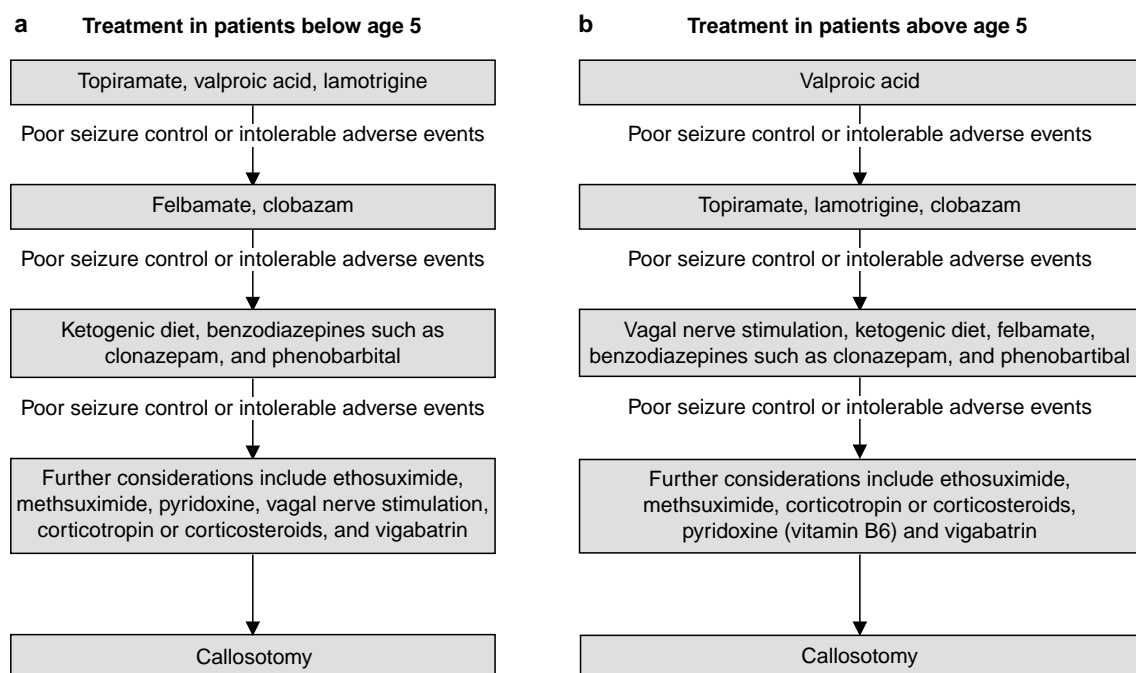 a Treatment in patients below age 5
Topiramate, valproic acid, lamotrigine
Poor seizure control or intolerable adverse events
Felbamate, clobazam
Poor seizure control or intolerable adverse events
Ketogenic diet, benzodiazepines such as
clonazepam, and phenobarbital
Poor seizure control or intolerable adverse events
Further considerations include ethosuximide,
methsuximide, pyridoxine, vagal nerve stimulation,
corticotropin or corticosteroids, and vigabatrin
Callosotomy
b Treatment in patients above age 5
Valproic acid
Poor seizure control or intolerable adverse events
Topiramate, lamotrigine, clobazam
Poor seizure control or intolerable adverse events
Vagal nerve stimulation, ketogenic diet, felbamate,
benzodiazepines such as clonazepam, and phenobartibal
Poor seizure control or intolerable adverse events
Further considerations include ethosuximide,
methsuximide, corticotropin or corticosteroids,
pyridoxine (vitamin B6) and vigabatrin
Callosotomy